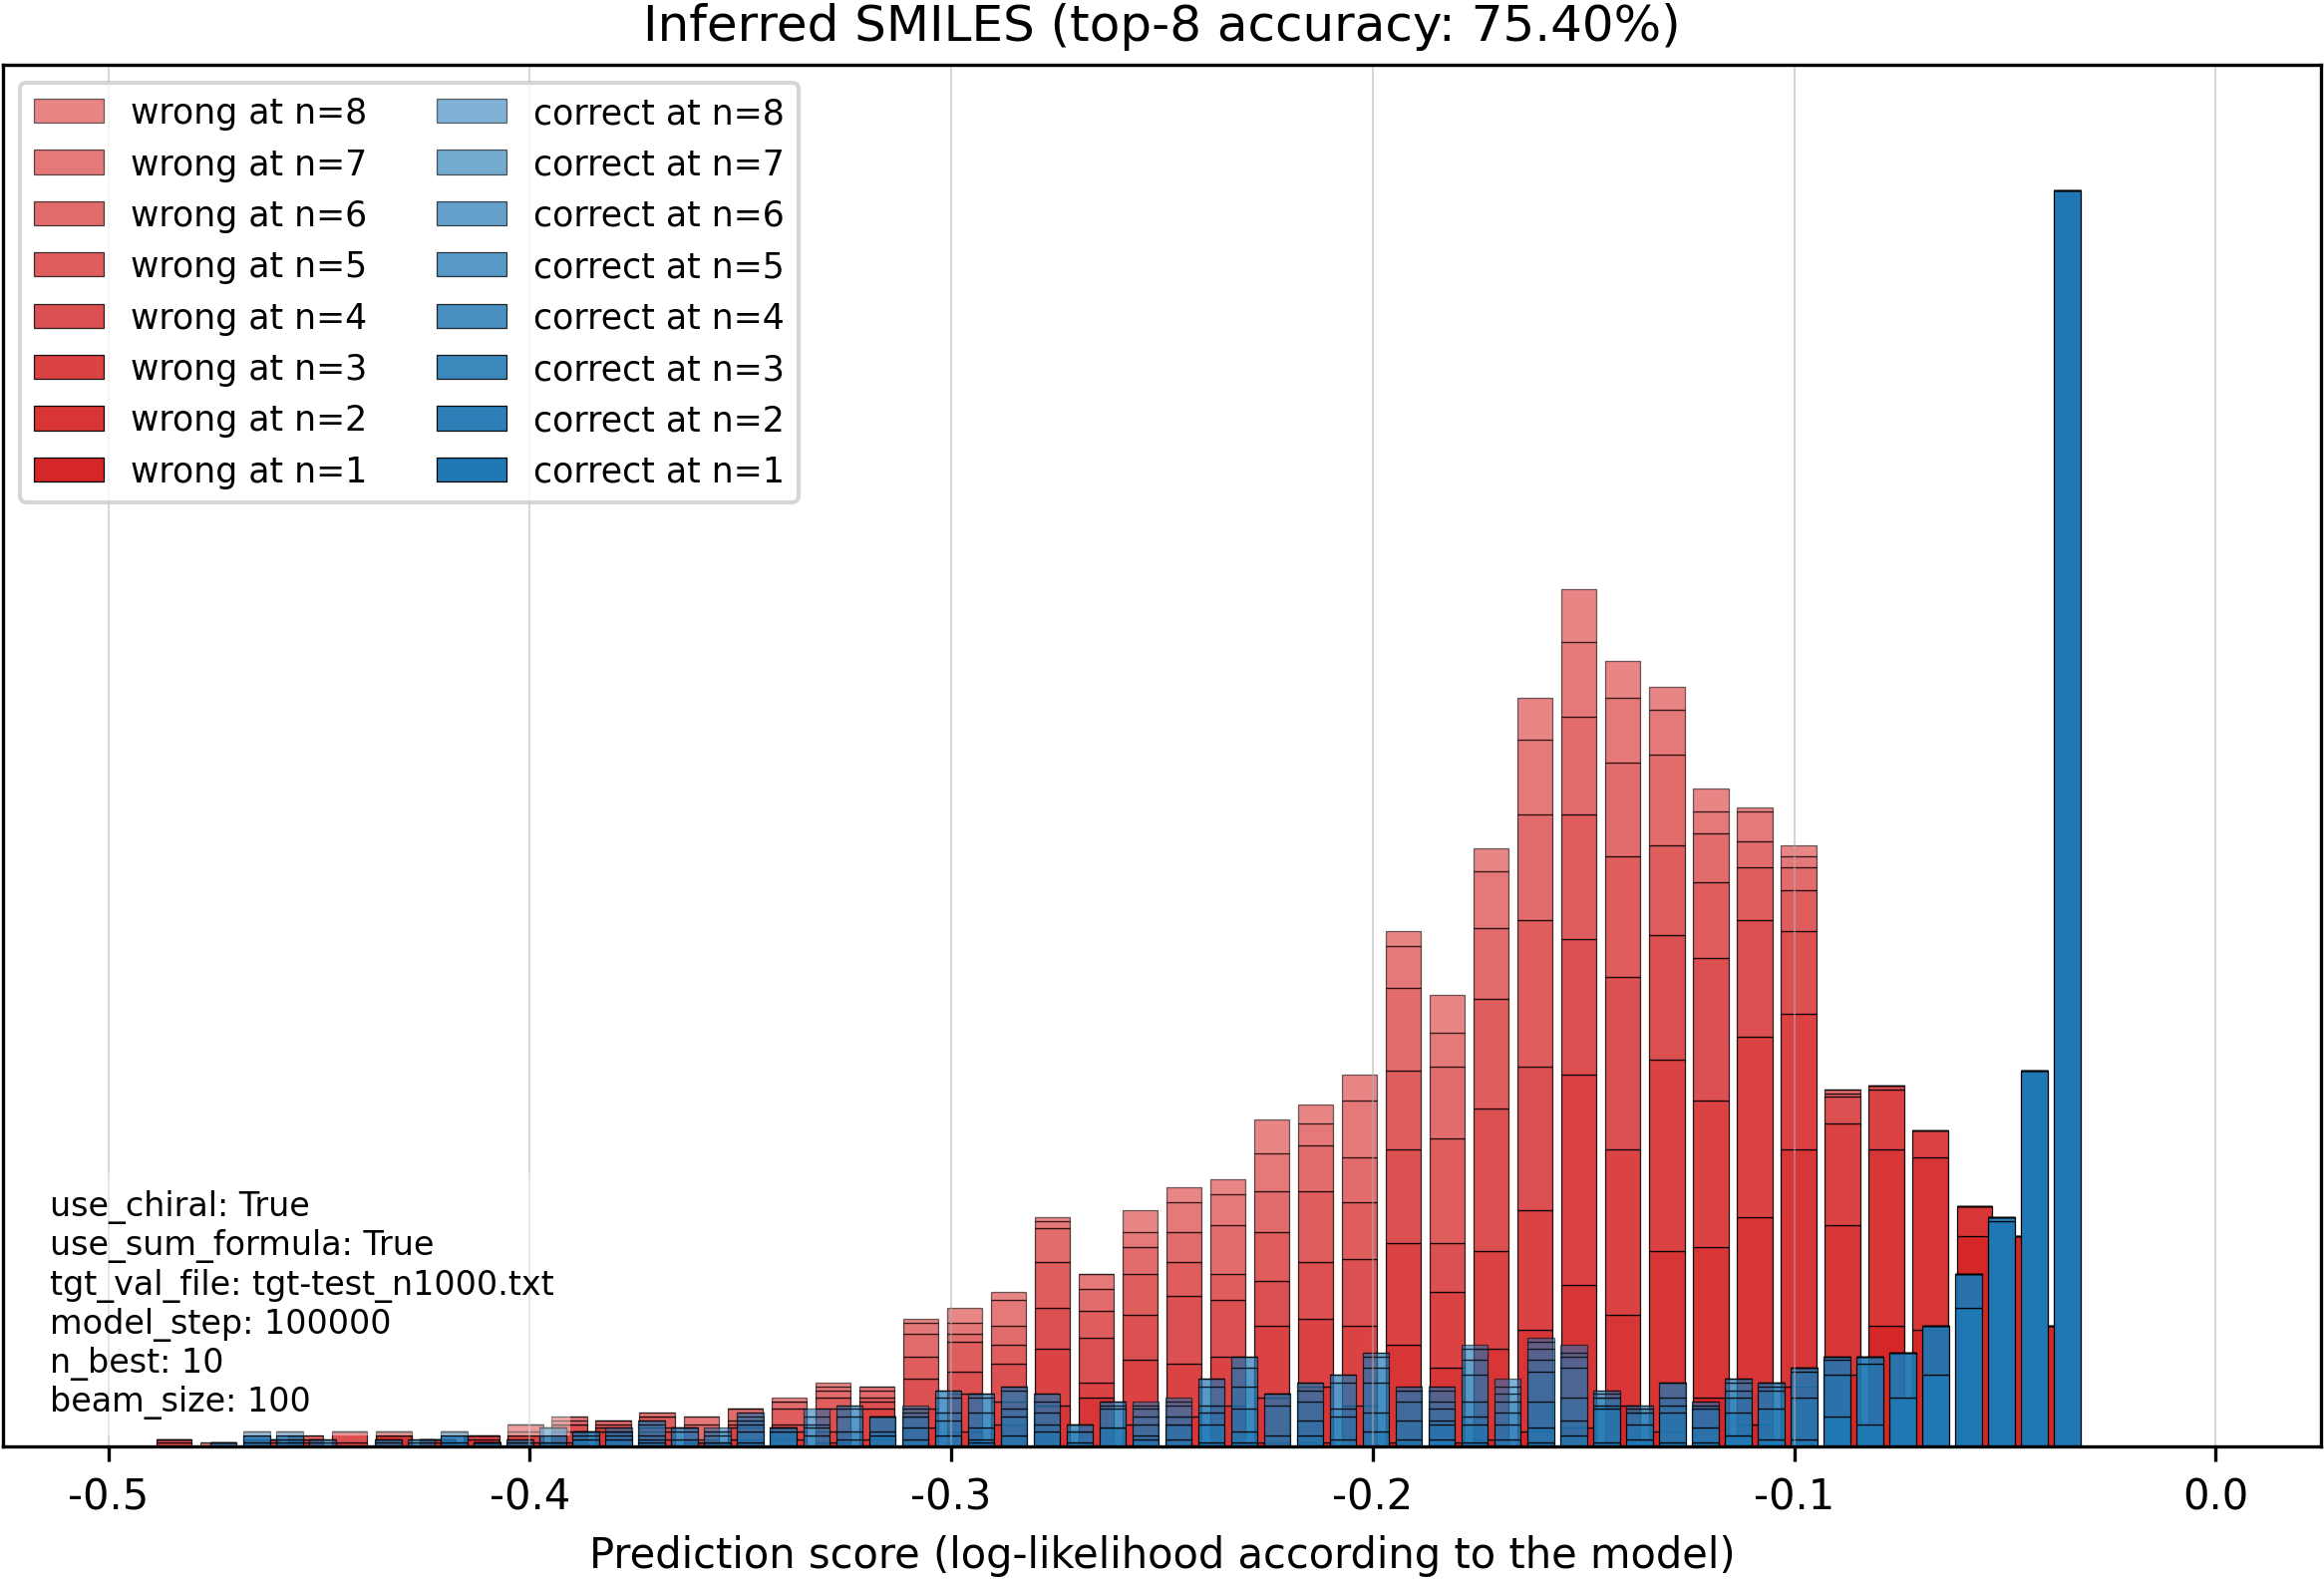 Inferred SMILES (top-8 accuracy: 75.40%)
wrong at n=8
wrong at n=7
wrong at n=6
wrong at n=5
wrong at n=4
wrong at n=3
wrong at n=2
wrong at n=1
correct at n=8
correct at n=7
correct at n=6
correct at n=5
correct at n=4
correct at n=3
correct at n=2
correct at n=1
use_chiral: True
use_sum_formula: True
tgt_val_file: tgt-test_n1000.txt
model_step: 100000
n_best: 10
beam_size: 100
-0.5 -0.4 -0.3 -0.2 -0.1 0.0
Prediction score (log-likelihood according to the model)